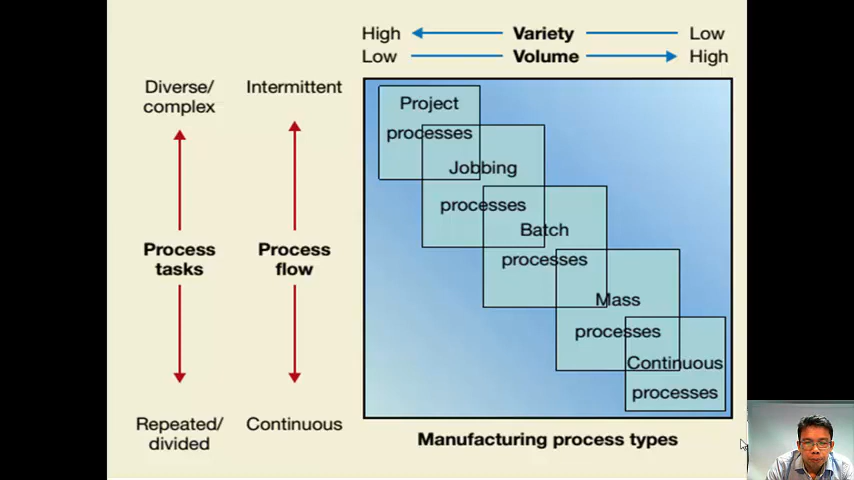 High Variety Low
Low Volume High
Diverse/
complex
Intermittent
Project
processes
Jobbing
processes
Batch
processes
Process
tasks
Process
flow
Mass
processes
Continuous
processes
Repeated/
divided
Continuous
Manufacturing process types